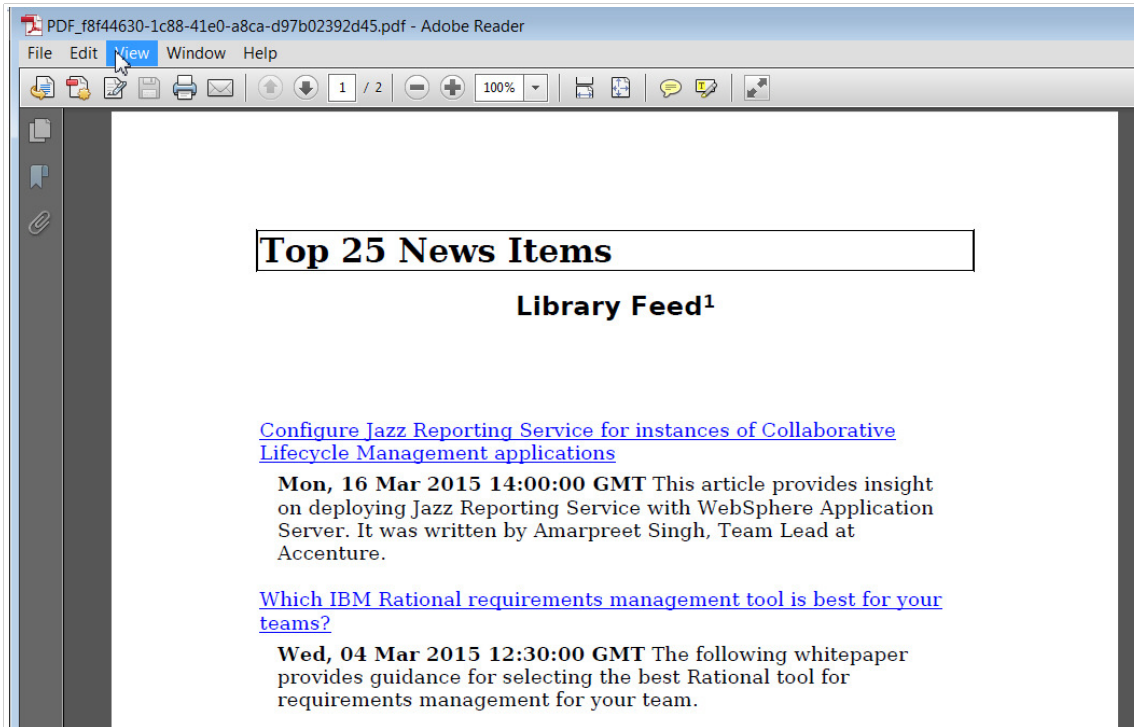 PDF_f8f44630-1c88-41e0-a8ca-d97b02392d45.pdf - Adobe Reader
File Edit View Window Help
1 / 2 100%
Top 25 News Items
Library Feed¹
Configure Jazz Reporting Service for instances of Collaborative
Lifecycle Management applications
Mon, 16 Mar 2015 14:00:00 GMT This article provides insight
on deploying Jazz Reporting Service with WebSphere Application
Server. It was written by Amarpreet Singh, Team Lead at
Accenture.
Which IBM Rational requirements management tool is best for your
teams?
Wed, 04 Mar 2015 12:30:00 GMT The following whitepaper
provides guidance for selecting the best Rational tool for
requirements management for your team.